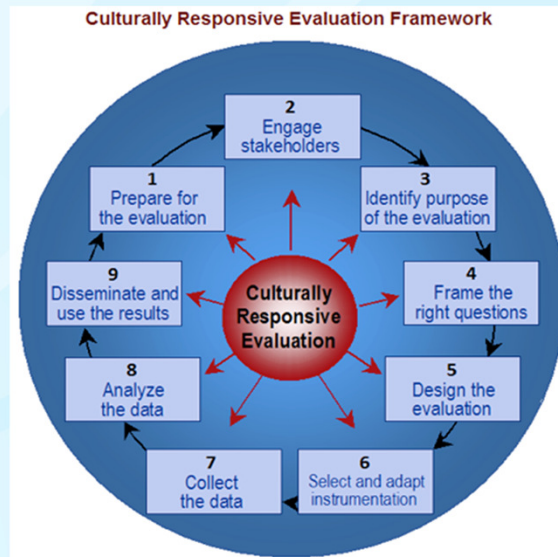 Culturally Responsive Evaluation Framework
1
Prepare for
the evaluation
2
Engage
stakeholders
3
Identify purpose
of the evaluation
4
Frame the
right questions
5
Design the
evaluation
6
Select and adapt
instrumentation
7
Collect
the data
8
Analyze
the data
9
Disseminate and
use the results
Culturally
Responsive
Evaluation